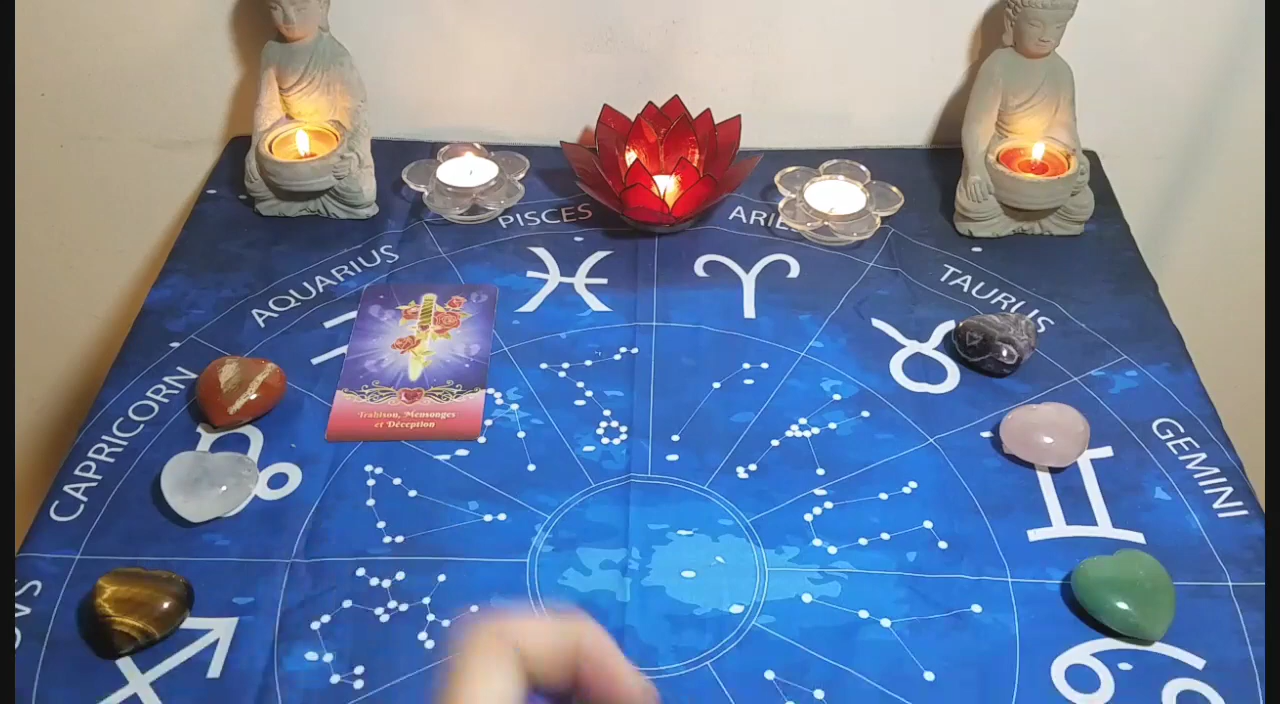 PISCES
ARIE
AQUARIUS
TAURUS
CAPRICORN
GEMINI
Trahison, Mensonges
et Déception